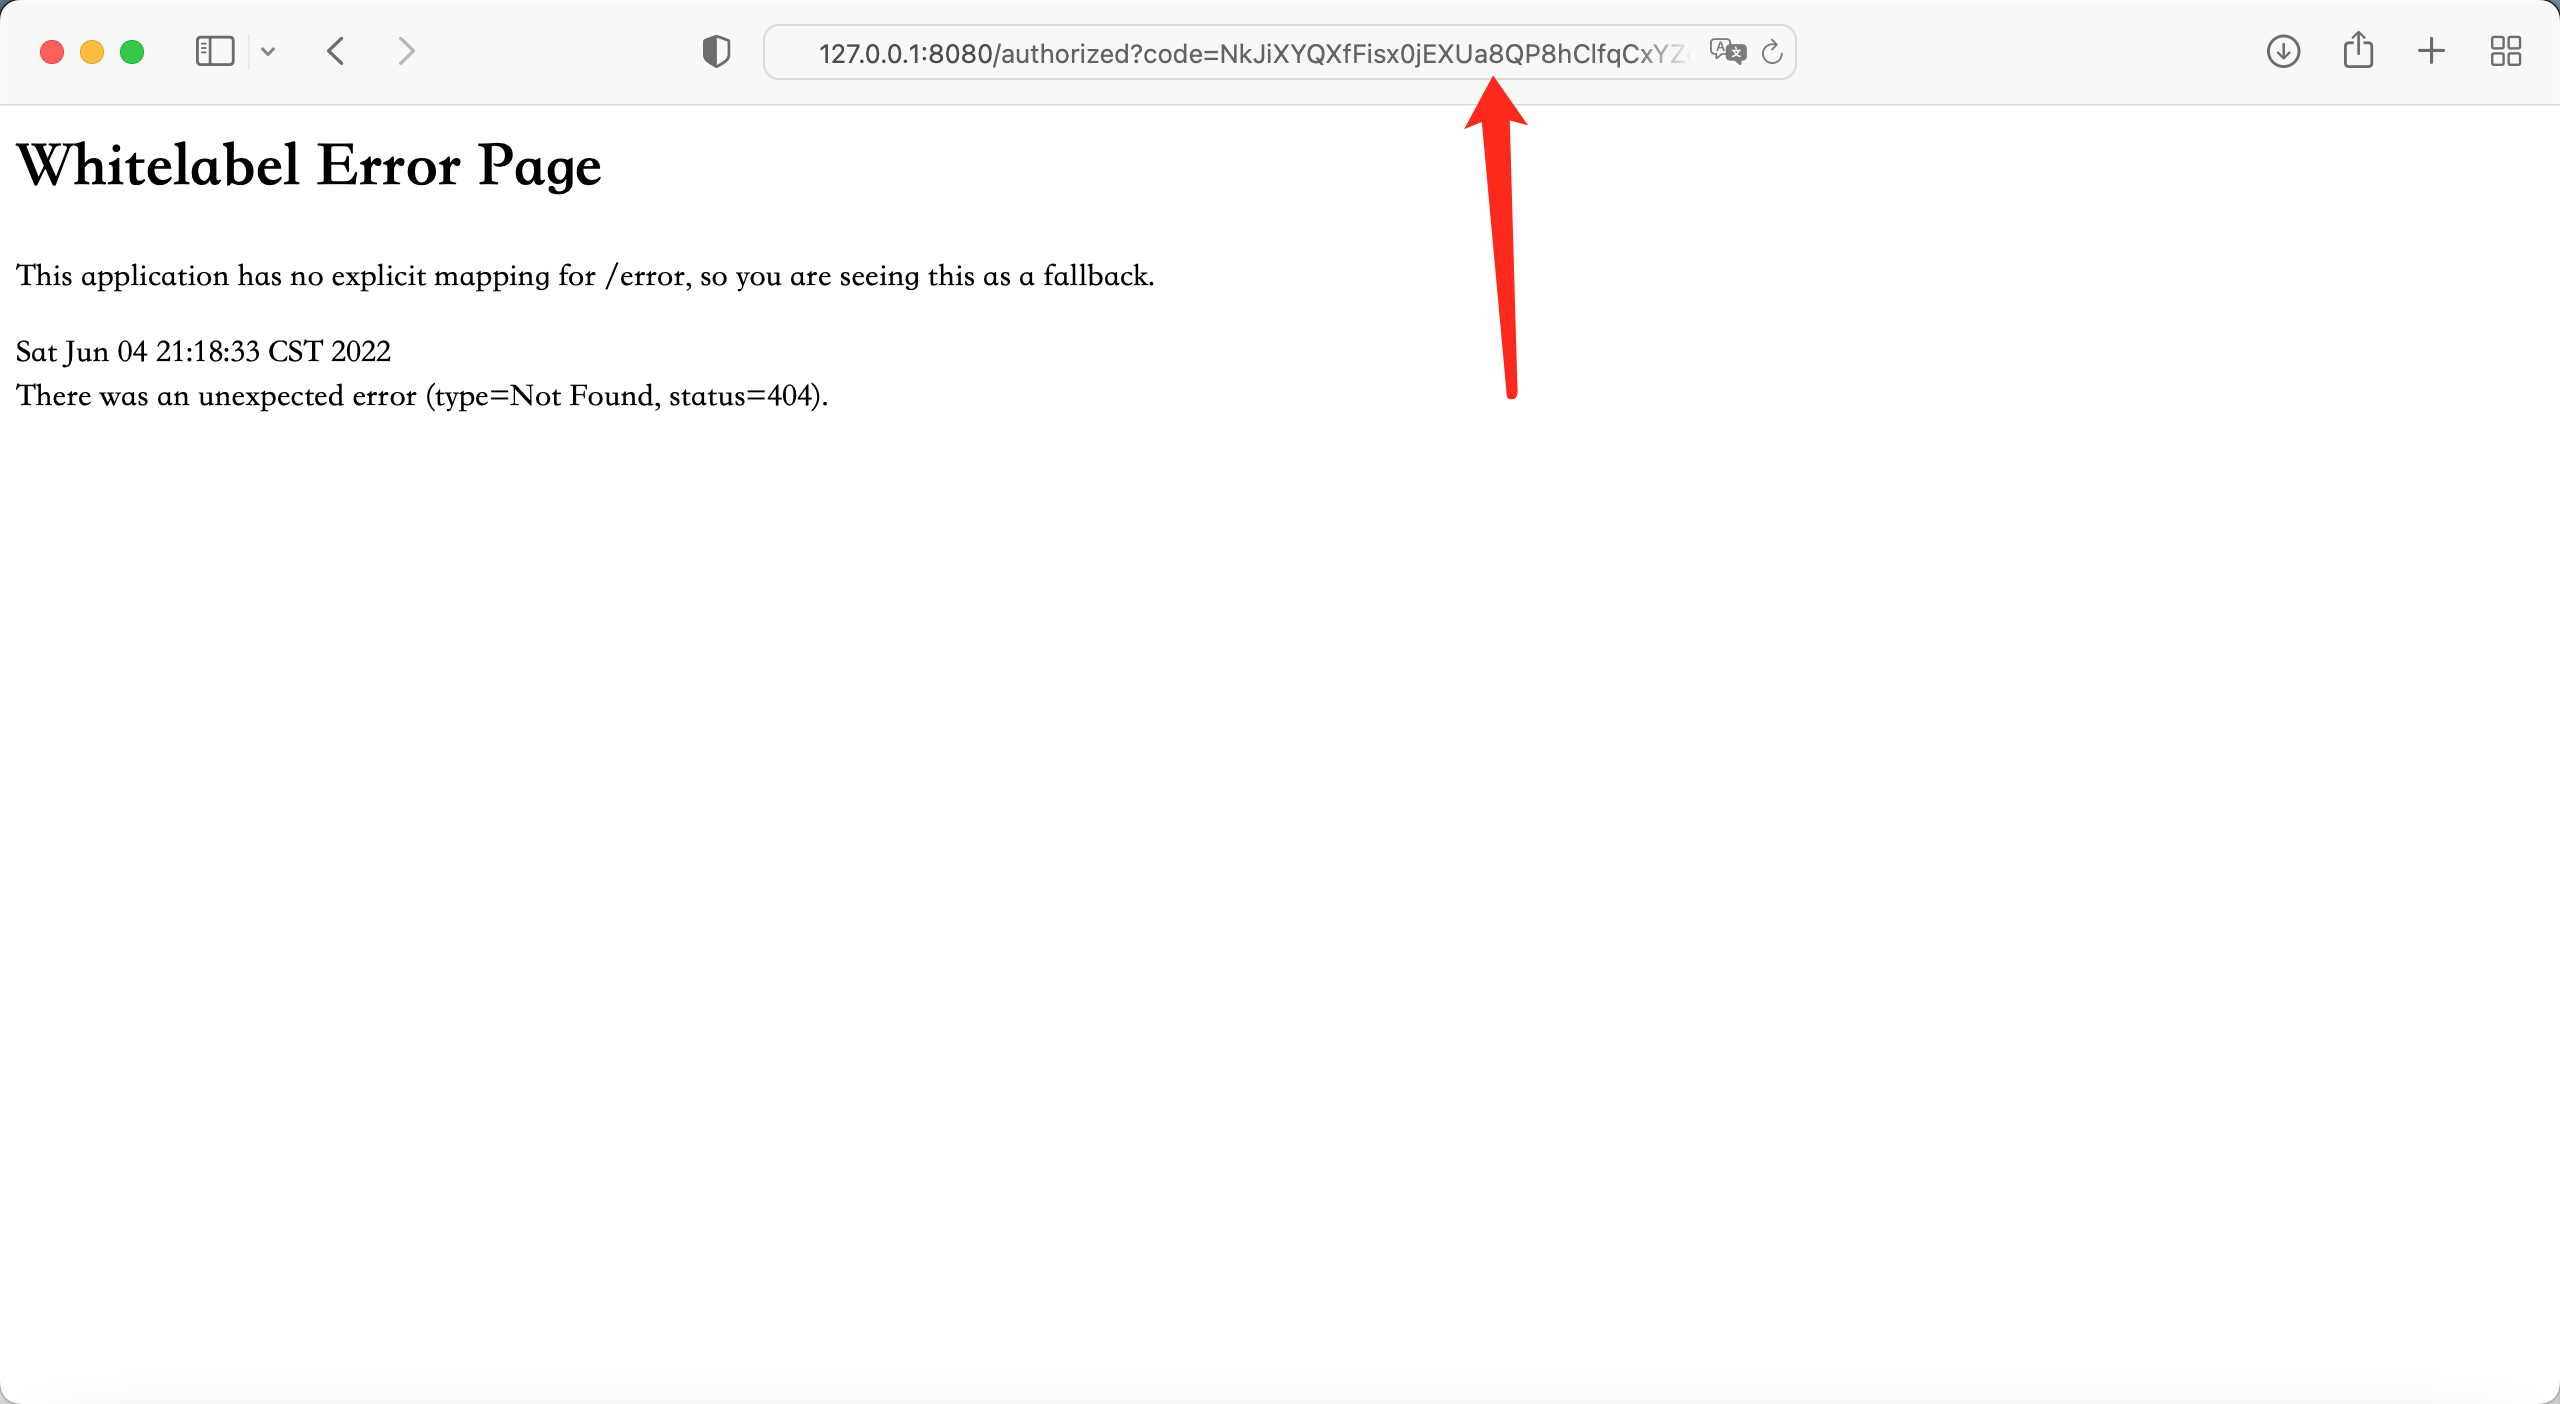 127.0.0.1:8080/authorized?code=NkJiXYQXfFisx0jEXUa8QP8hClfqCxYZ
Whitelabel Error Page
This application has no explicit mapping for /error, so you are seeing this as a fallback.
Sat Jun 04 21:18:33 CST 2022
There was an unexpected error (type=Not Found, status=404).